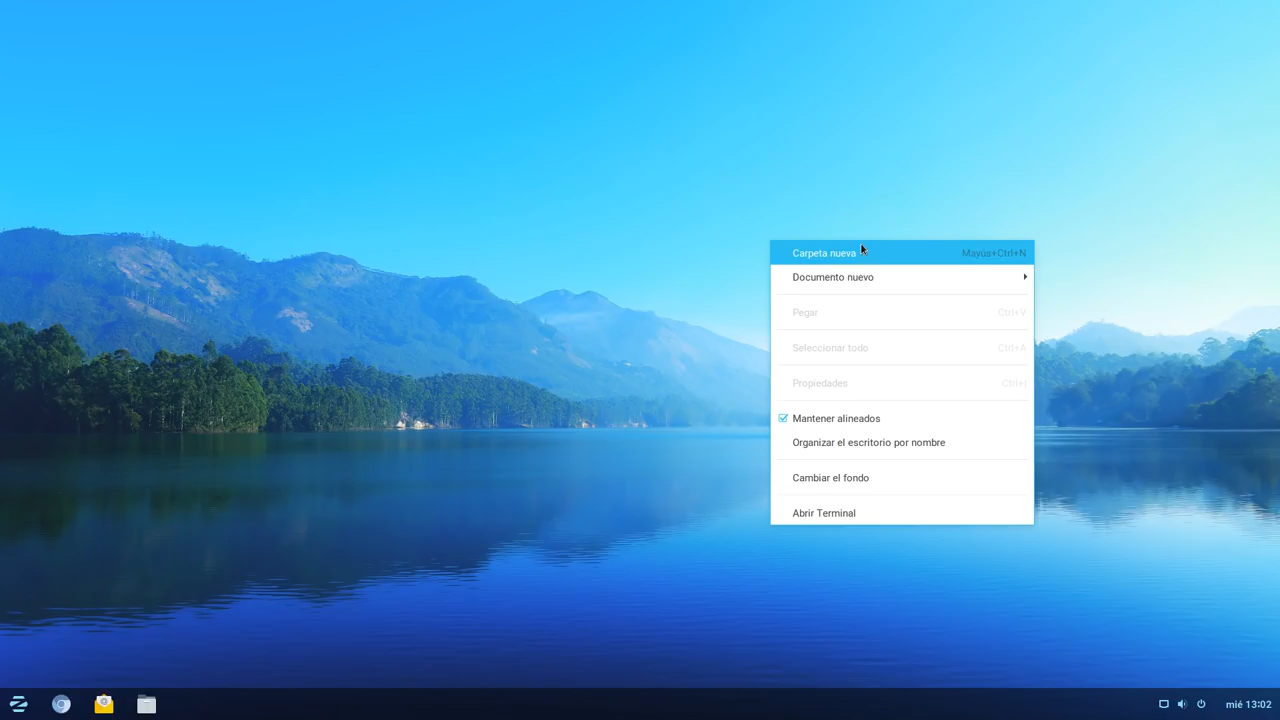 Carpeta nueva Mayús+Ctrl+N
Documento nuevo
Pegar Ctrl+V
Seleccionar todo Ctrl+A
Propiedades Ctrl+I
Mantener alineados
Organizar el escritorio por nombre
Cambiar el fondo
Abrir Terminal
mié 13:02